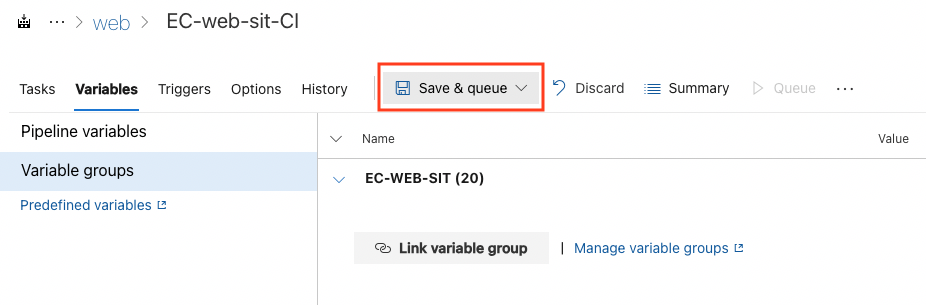 ... > web > EC-web-sit-CI
Tasks Variables Triggers Options History Save & queue Discard Summary Queue ...
Pipeline variables
Name Value
Variable groups
EC-WEB-SIT (20)
Predefined variables
Link variable group | Manage variable groups